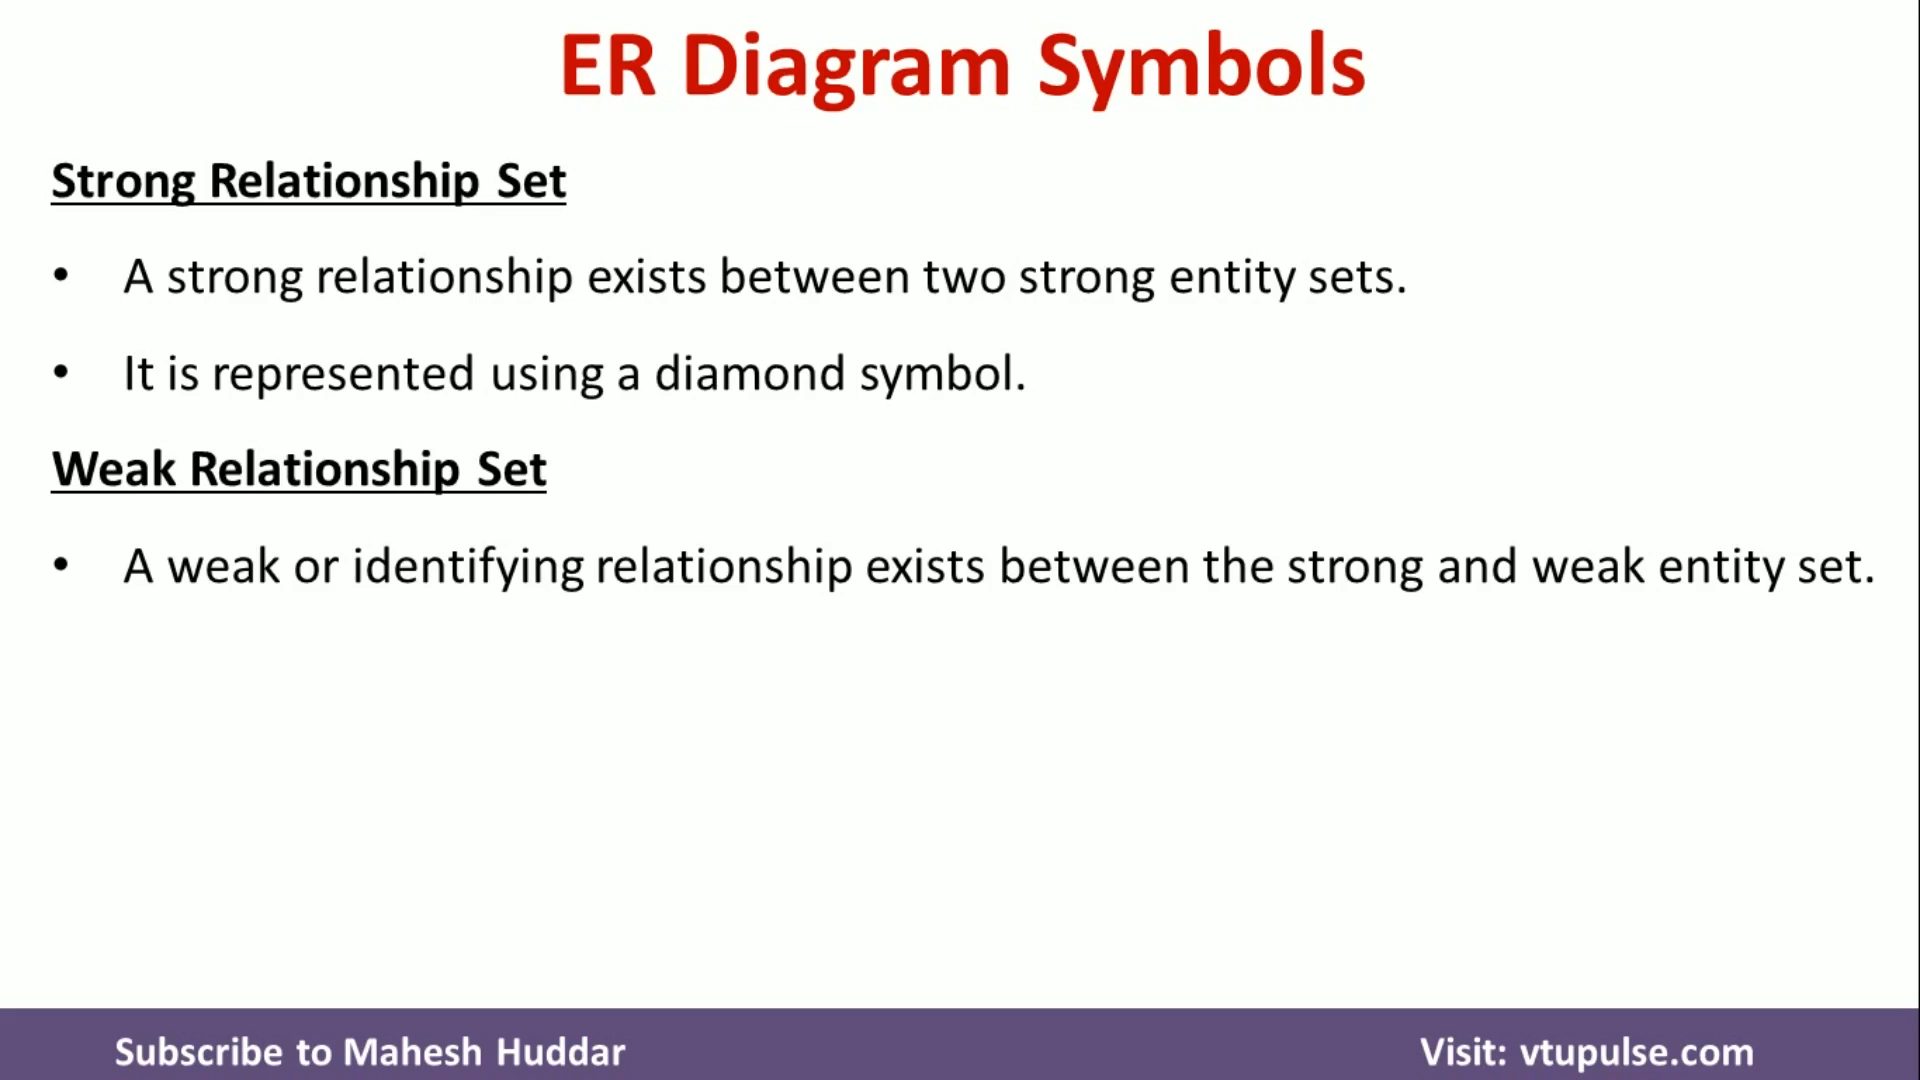 ER Diagram Symbols
Strong Relationship Set
• A strong relationship exists between two strong entity sets.
• It is represented using a diamond symbol.
Weak Relationship Set
• A weak or identifying relationship exists between the strong and weak entity set.
Subscribe to Mahesh Huddar
Visit: vtupulse.com